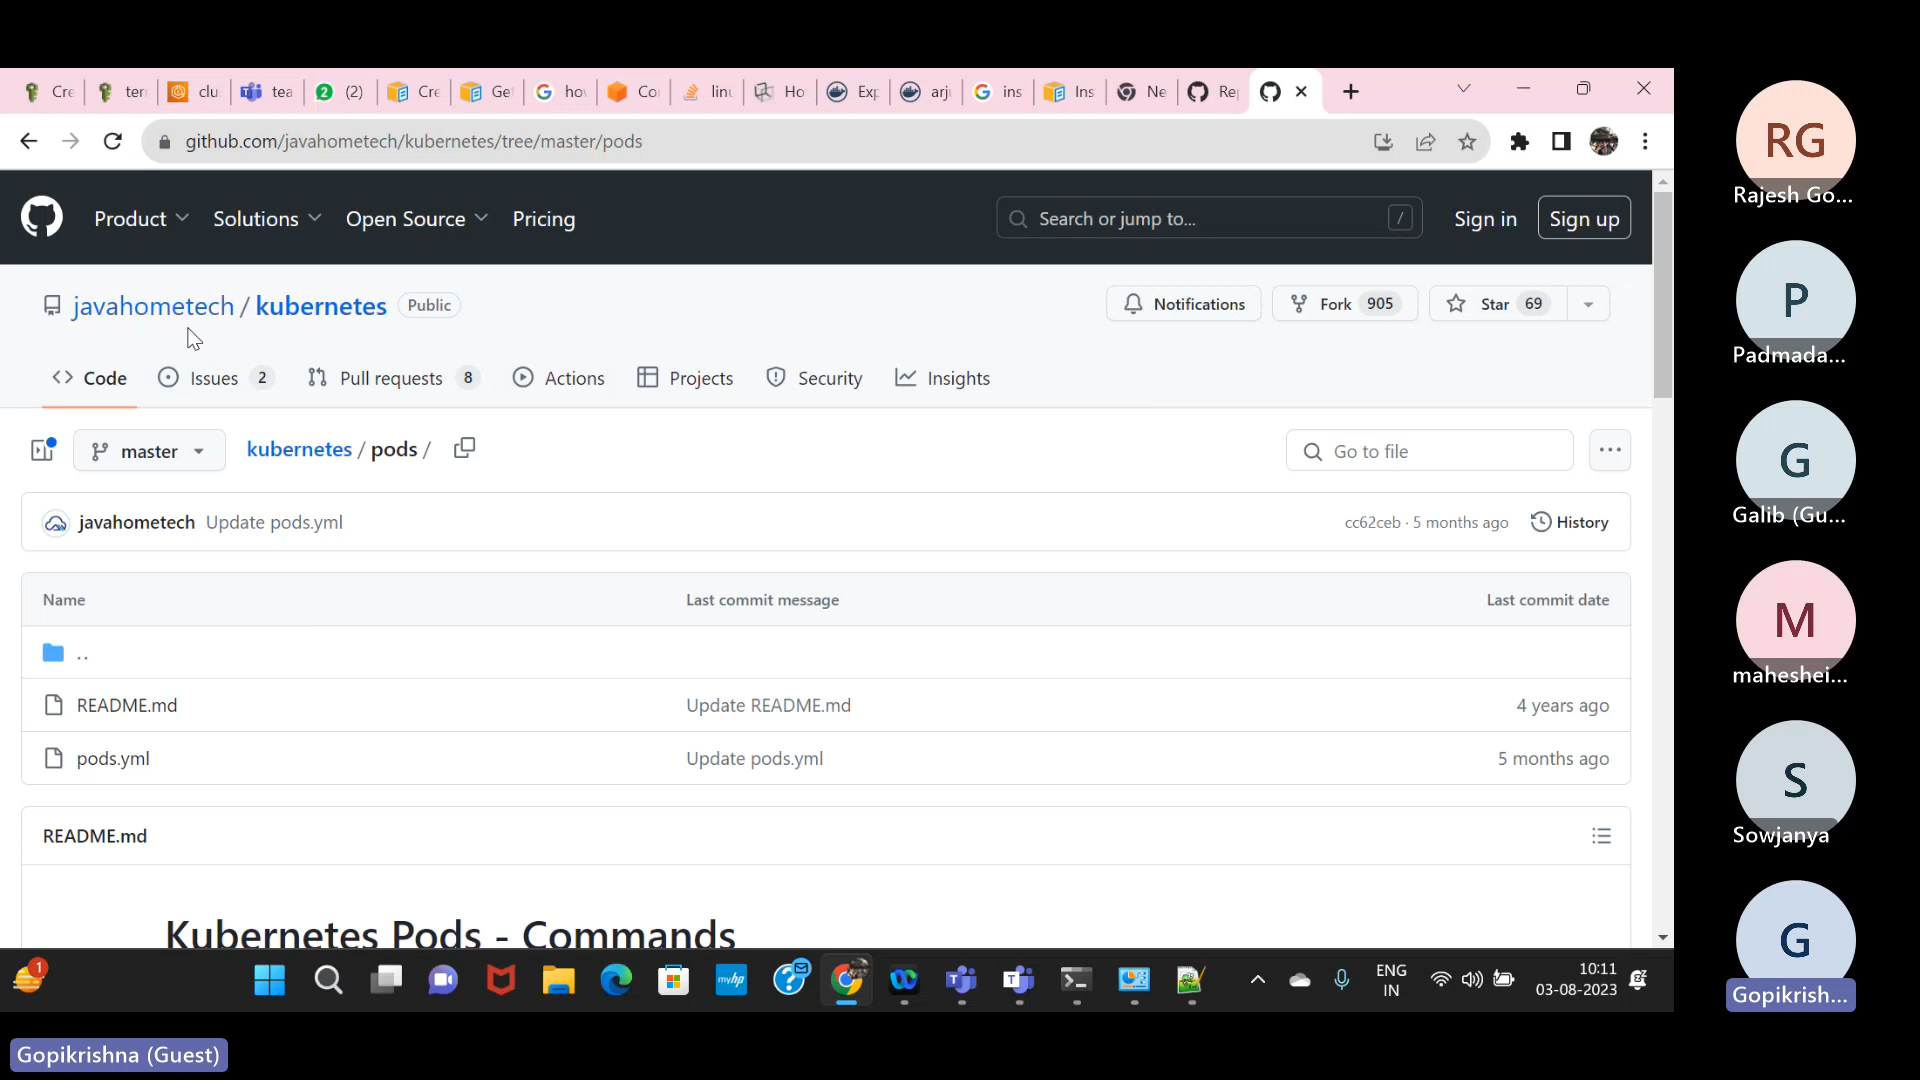 Cre
ter
clu
tea
2 (2)
Cre
Ge
ho
Co
linu
Ho
Exp
arj
ins
Ins
Ne
Re
github.com/javahometech/kubernetes/tree/master/pods
Product
Solutions
Open Source
Pricing
Search or jump to...
/
Sign in
Sign up
javahometech / kubernetes
Public
Notifications
Fork 905
Star 69
Code
Issues 2
Pull requests 8
Actions
Projects
Security
Insights
master
kubernetes / pods /
Go to file
javahometech Update pods.yml
cc62ceb · 5 months ago
History
Name
Last commit message
Last commit date
..
README.md
Update README.md
4 years ago
pods.yml
Update pods.yml
5 months ago
README.md
Kubernetes Pods - Commands
1
myhp
ENG
IN
10:11
03-08-2023
RG
Rajesh Go...
P
Padmada...
G
Galib (Gu...
M
maheshei...
S
Sowjanya
G
Gopikrish...
Gopikrishna (Guest)